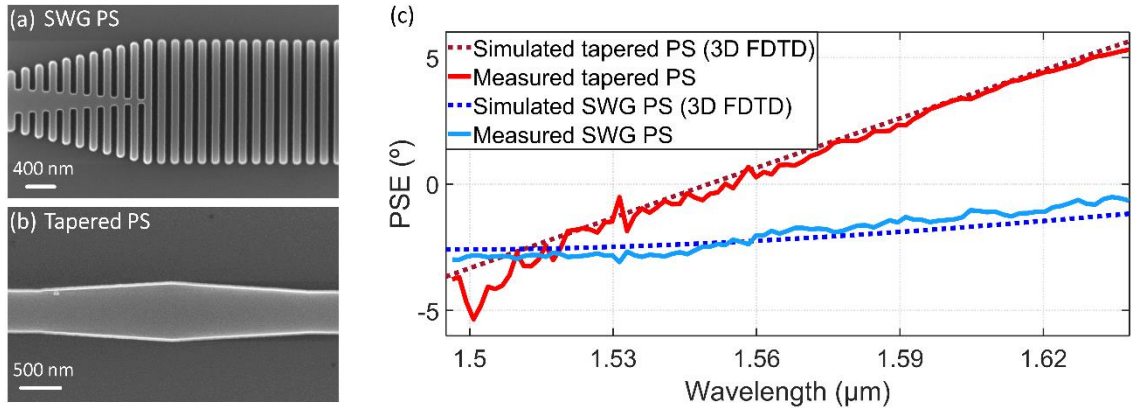 (a) SWG PS
400 nm
(b) Tapered PS
500 nm
(c)
Simulated tapered PS (3D FDTD)
Measured tapered PS
Simulated SWG PS (3D FDTD)
Measured SWG PS
PSE (º)
5
0
-5
1.5 1.53 1.56 1.59 1.62
Wavelength (µm)